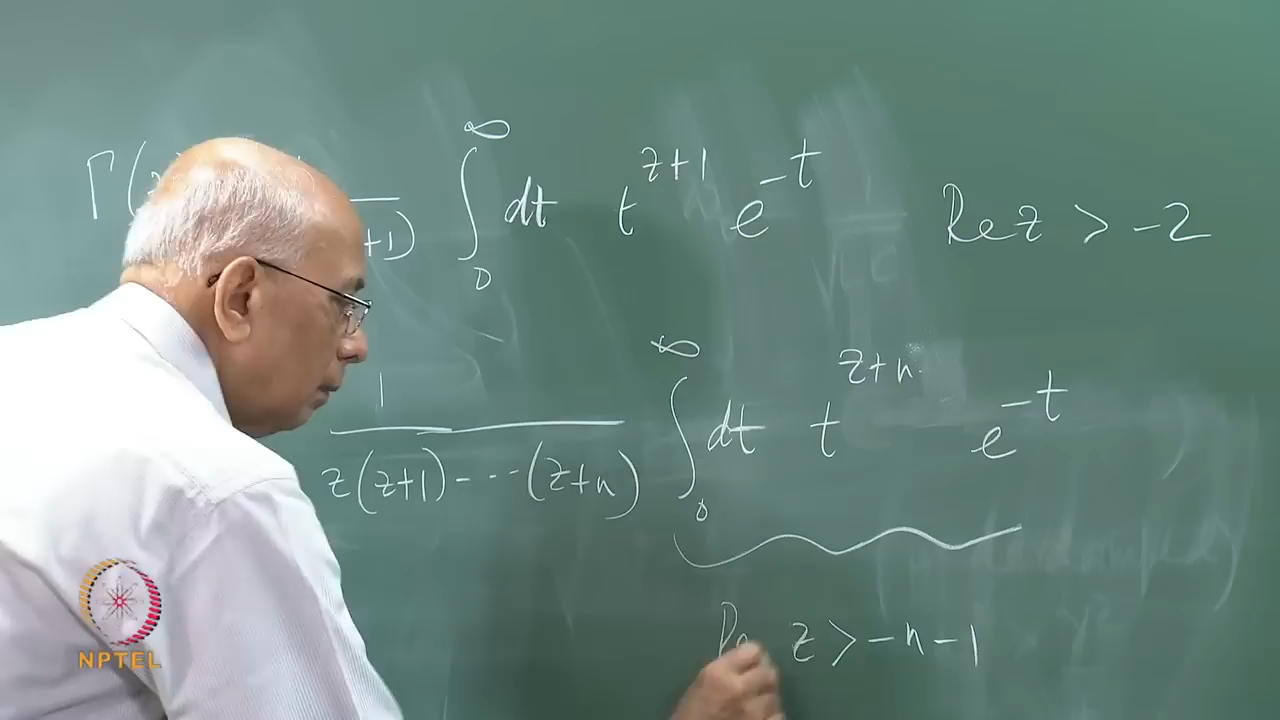 Γ(z ∫₀^∞ dt t^{z+1} e^{-t} Re z > -2
+1)
1/(z(z+1)----(z+n)) ∫₀^∞ dt t^{z+n} e^{-t}
Re z > -n-1
NPTEL